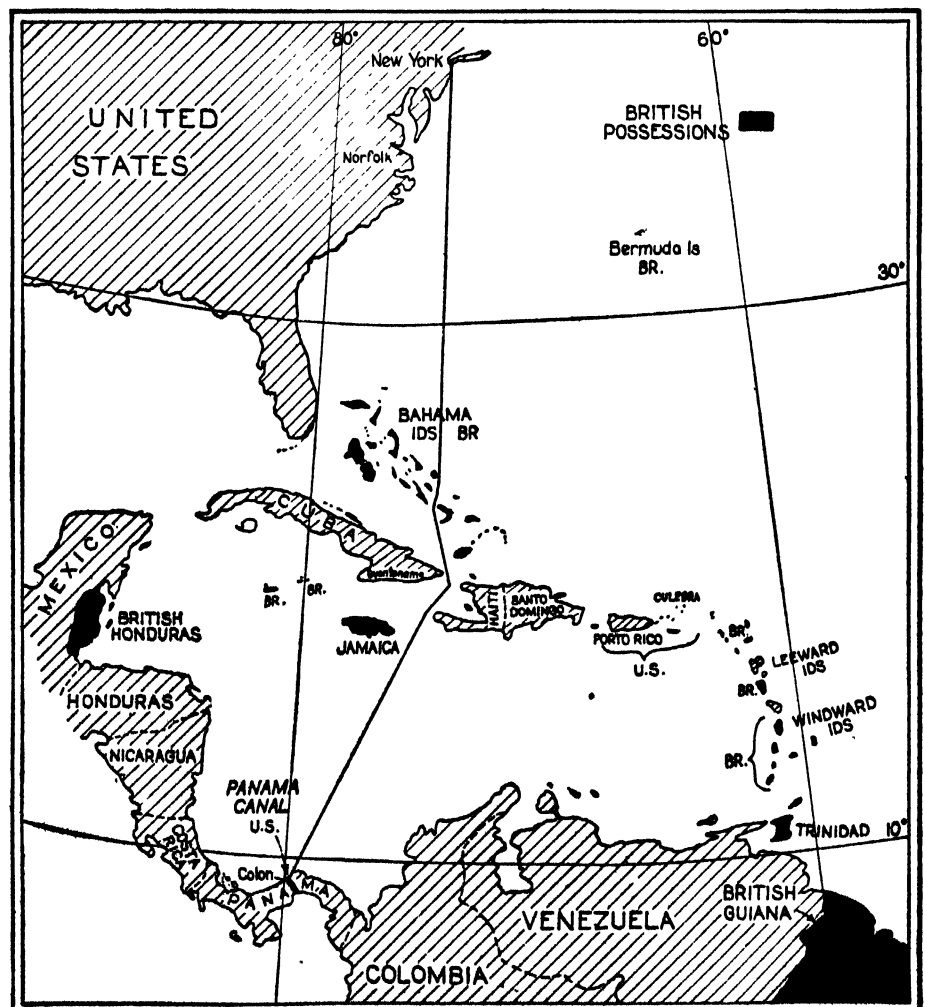 80°
60°
New York
UNITED
STATES
BRITISH
POSSESSIONS
Norfolk
Bermuda Is
BR.
30°
BAHAMA
IDS BR
CUBA
Guantanamo
MEXICO
BR.
BR.
BRITISH
HONDURAS
JAMAICA
HAITI
SANTO
DOMINGO
CULEBRA
PORTO RICO
U.S.
BR.
LEEWARD
IDS
BR.
HONDURAS
WINDWARD
IDS
NICARAGUA
BR.
PANAMA
CANAL
U.S.
COSTA
RICA
TRINIDAD
10°
Colon
PANAMA
BRITISH
GUIANA
VENEZUELA
COLOMBIA